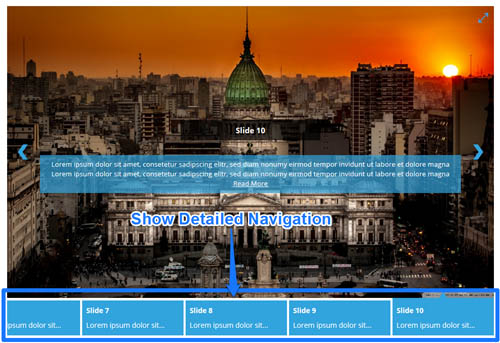 Slide 10
Lorem ipsum dolor sit amet, consetetur sadipscing elitr, sed diam nonumy eirmod tempor invidunt ut labore et dolore magna
Lorem ipsum dolor sit amet, consetetur sadipscing elitr, sed diam nonumy eirmod tempor invidunt ut labore et dolore magna
Read More
Show Detailed Navigation
Slide 7
Slide 8
Slide 9
Slide 10
psum dolor sit...
Lorem ipsum dolor sit...
Lorem ipsum dolor sit...
Lorem ipsum dolor sit...
Lorem ipsum dolor sit...